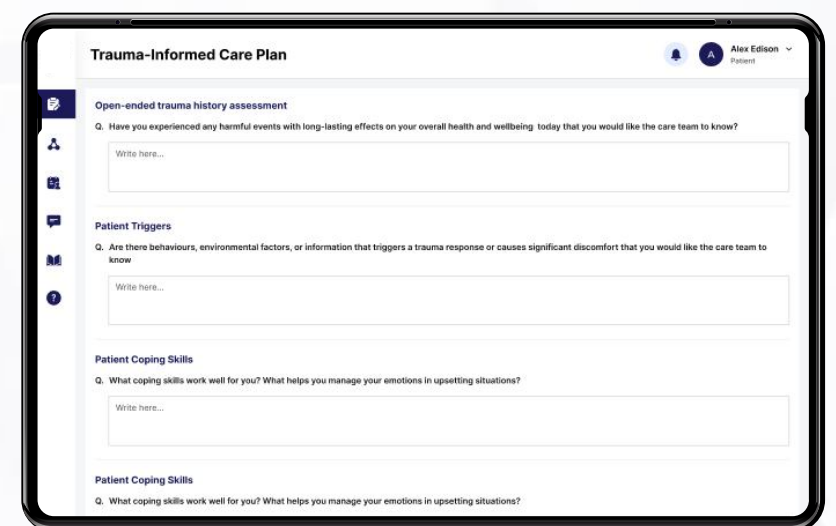 Trauma-Informed Care Plan
A
Alex Edison
Patient
Open-ended trauma history assessment
Q. Have you experienced any harmful events with long-lasting effects on your overall health and wellbeing today that you would like the care team to know?
Write here...
Patient Triggers
Q. Are there behaviours, environmental factors, or information that triggers a trauma response or causes significant discomfort that you would like the care team to
know
Write here...
Patient Coping Skills
Q. What coping skills work well for you? What helps you manage your emotions in upsetting situations?
Write here...
Patient Coping Skills
Q. What coping skills work well for you? What helps you manage your emotions in upsetting situations?
?